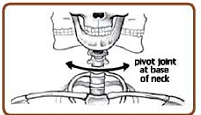 pivot joint
at base
of neck